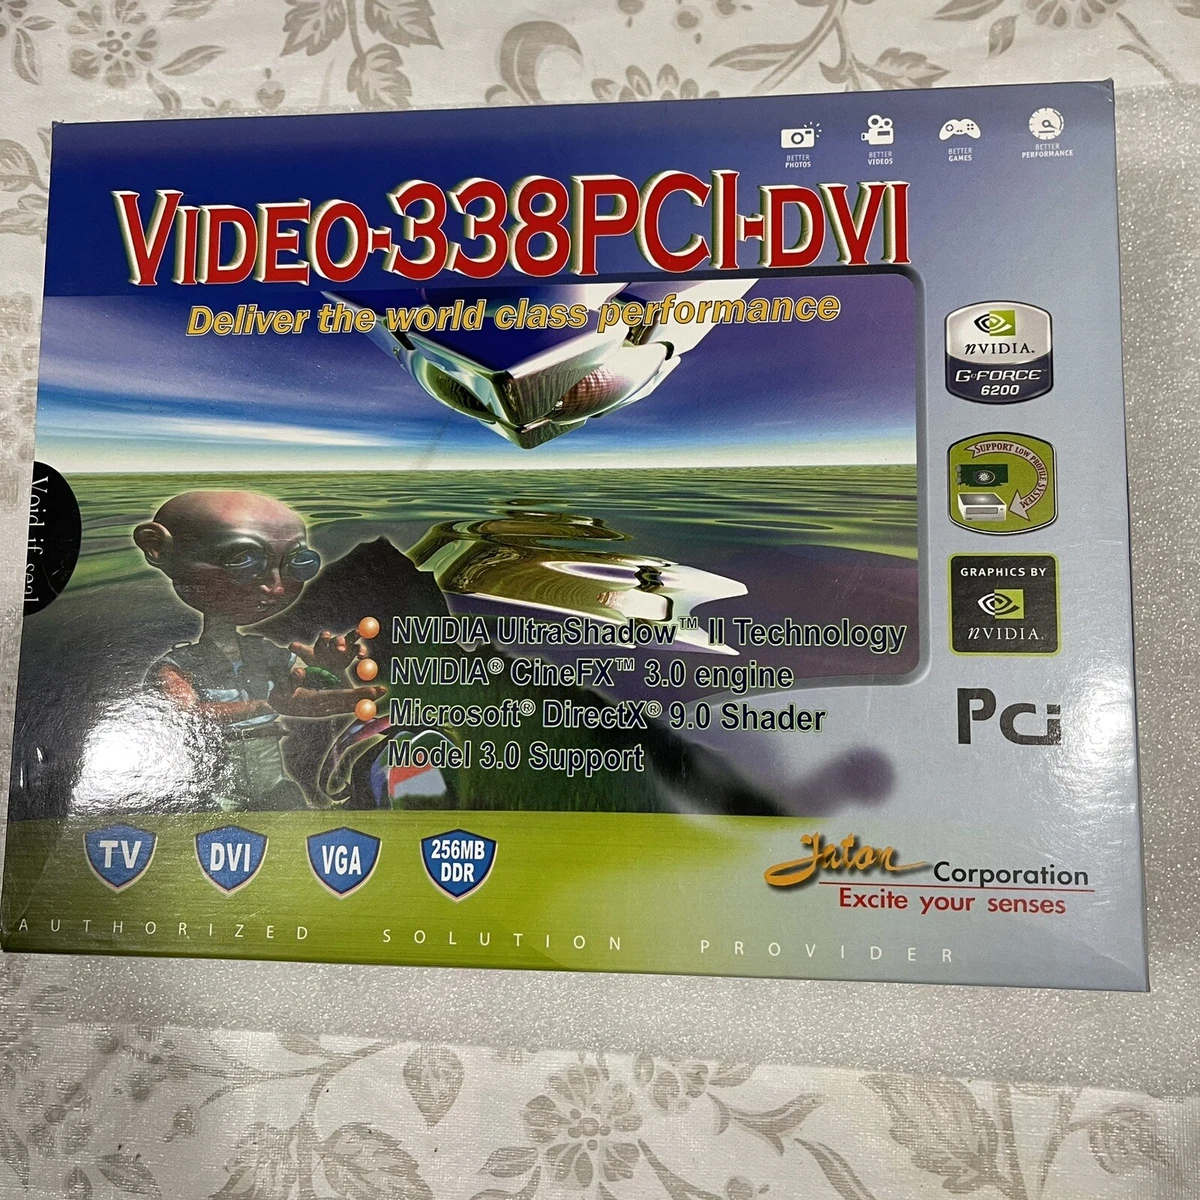 BETTER PHOTOS
BETTER VIDEOS
BETTER GAMES
BETTER PERFORMANCE
VIDEO-338PCI-DVI
Deliver the world class performance
nVIDIA.
GeFORCE™
6200
SUPPORT LOW PROFILE SYSTEM
Void if seal
GRAPHICS BY
nVIDIA.
NVIDIA UltraShadow™ II Technology
NVIDIA® CineFX™ 3.0 engine
Microsoft® DirectX® 9.0 Shader
Model 3.0 Support
PCi
TV
DVI
VGA
256MB
DDR
Jaton Corporation
Excite your senses
AUTHORIZED SOLUTION PROVIDER